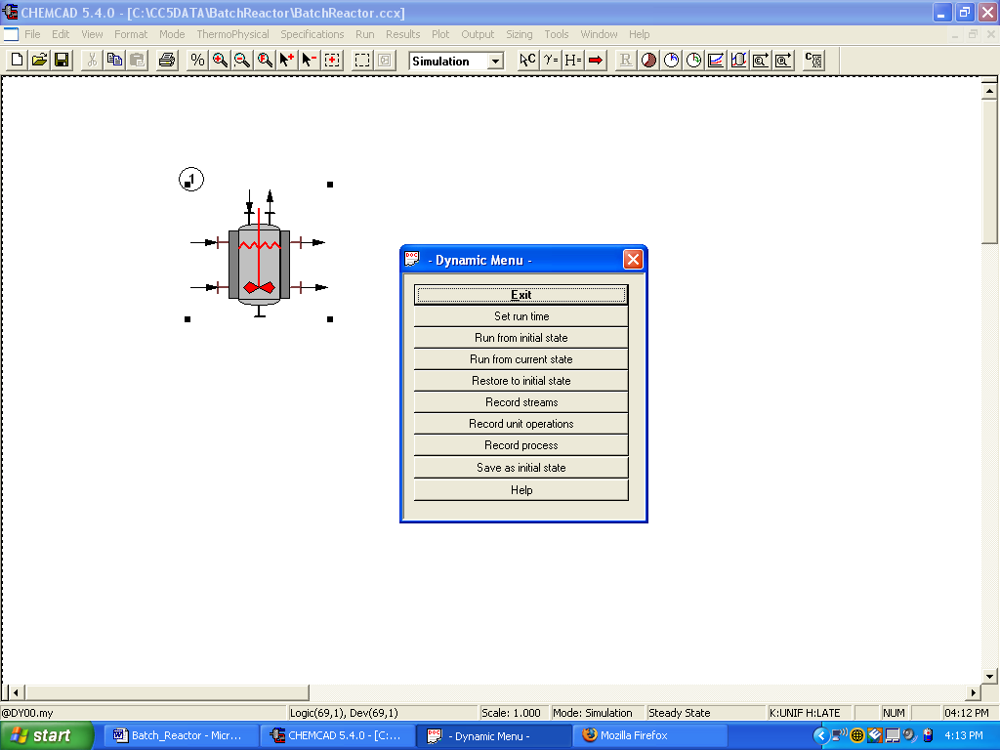 CHEMCAD 5.4.0 - [C:\CC5DATA\BatchReactor\BatchReactor.ccx]
File Edit View Format Mode ThermoPhysical Specifications Run Results Plot Output Sizing Tools Window Help
% Simulation C γ= H= R C
1
DOC - Dynamic Menu -
Exit
Set run time
Run from initial state
Run from current state
Restore to initial state
Record streams
Record unit operations
Record process
Save as initial state
Help
@DY00.my Logic(69,1), Dev(69,1) Scale: 1.000 Mode: Simulation Steady State K:UNIF H:LATE NUM 04:12 PM
start Batch_Reactor - Micr... CHEMCAD 5.4.0 - [C:... DOC - Dynamic Menu - Mozilla Firefox 4:13 PM